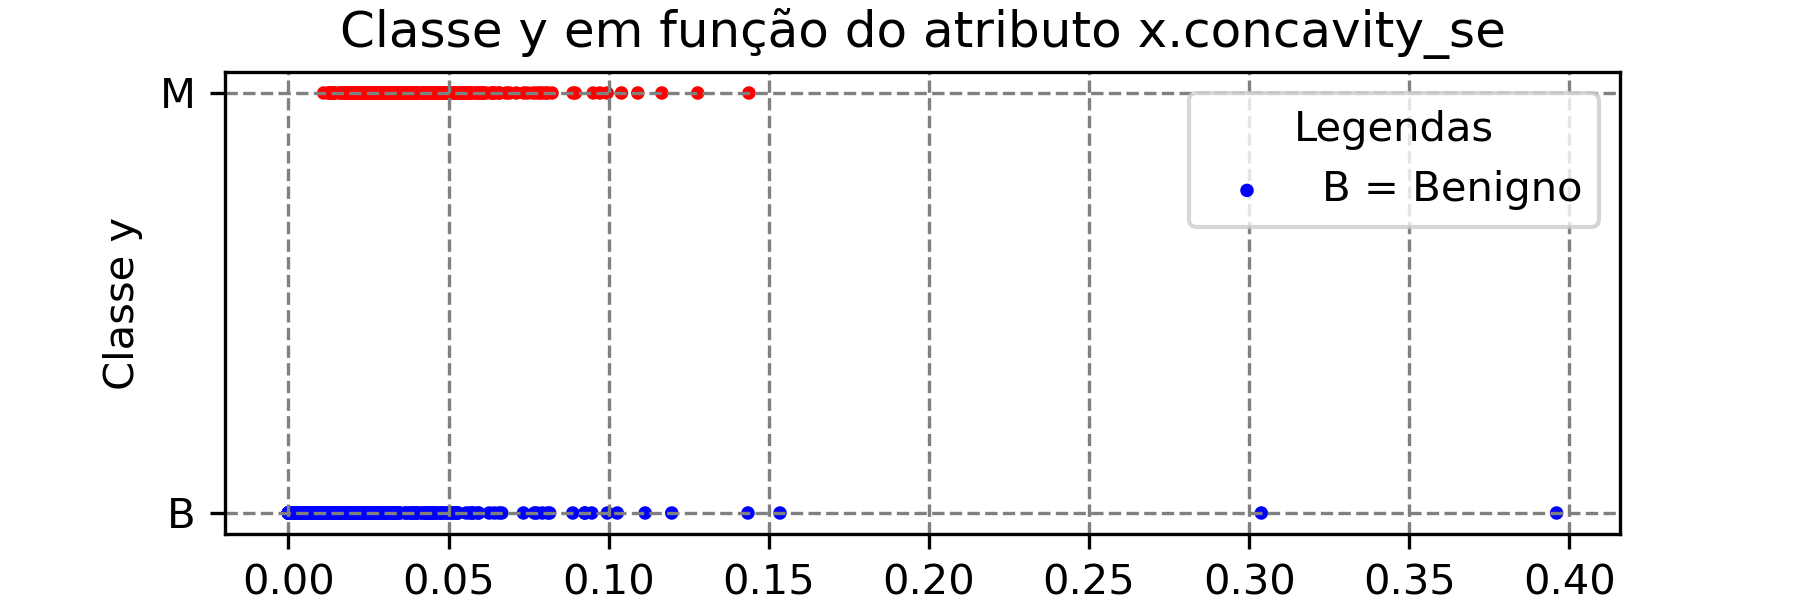 Classe y em função do atributo x.concavity_se
M
Legendas
B = Benigno
Classe y
B
0.00 0.05 0.10 0.15 0.20 0.25 0.30 0.35 0.40